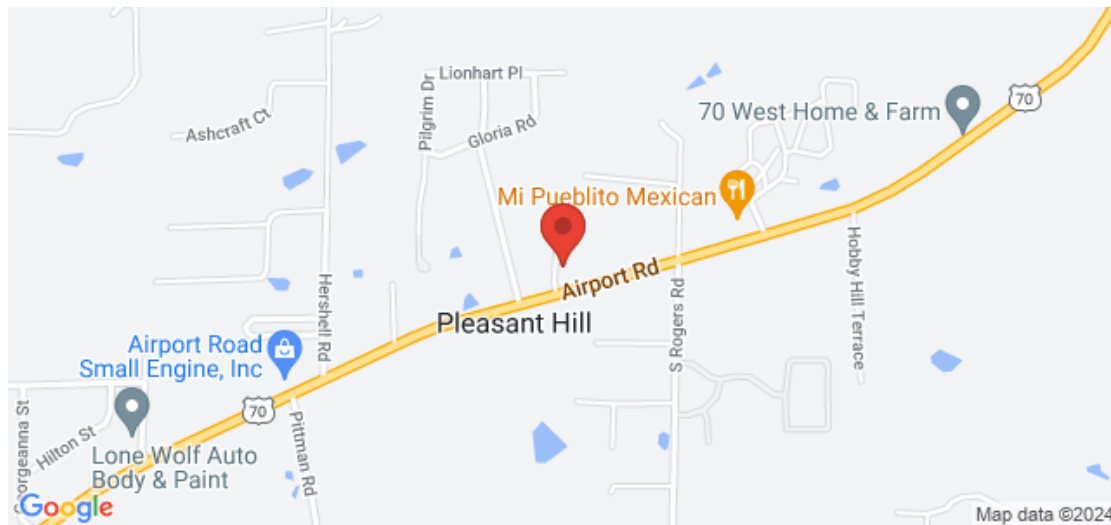 Lionhart Pl
Pilgrim Dr
Gloria Rd
Ashcraft Ct
70 West Home & Farm
70
Mi Pueblito Mexican
Airport Rd
Pleasant Hill
Hershell Rd
S Rogers Rd
Hobby Hill Terrace
Airport Road
Small Engine, Inc
70
Pittman Rd
Lone Wolf Auto
Body & Paint
Hilton St
Georgeanna St
Google
Map data ©2024